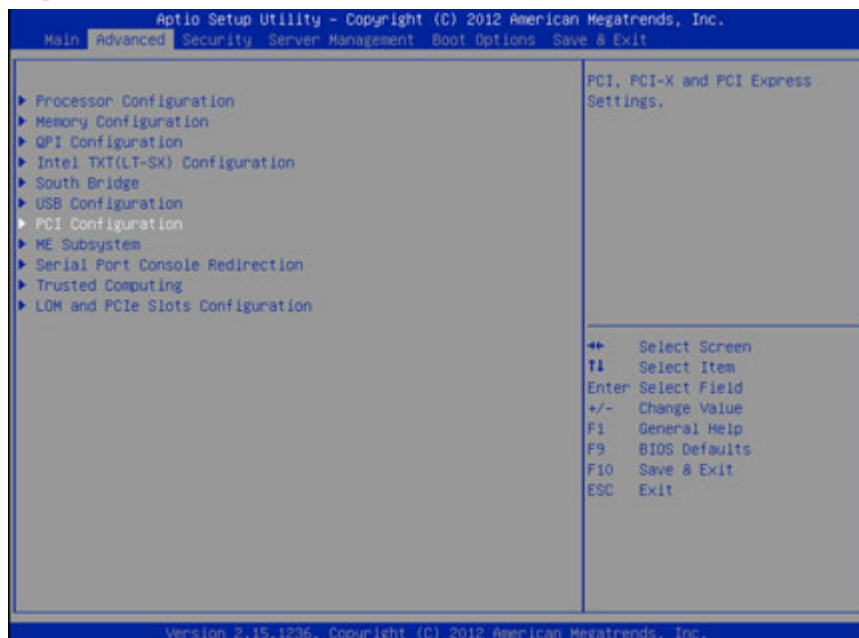 Aptio Setup Utility – Copyright (C) 2012 American Megatrends, Inc.
Main Advanced Security Server Management Boot Options Save & Exit
Processor Configuration
Memory Configuration
QPI Configuration
Intel TXT(LT-SX) Configuration
South Bridge
USB Configuration
PCI Configuration
ME Subsystem
Serial Port Console Redirection
Trusted Computing
LOM and PCIe Slots Configuration
PCI, PCI-X and PCI Express
Settings.
Select Screen
Select Item
Enter Select Field
+/- Change Value
F1 General Help
F9 BIOS Defaults
F10 Save & Exit
ESC Exit
Version 2.15.1236. Copyright (C) 2012 American Megatrends, Inc.